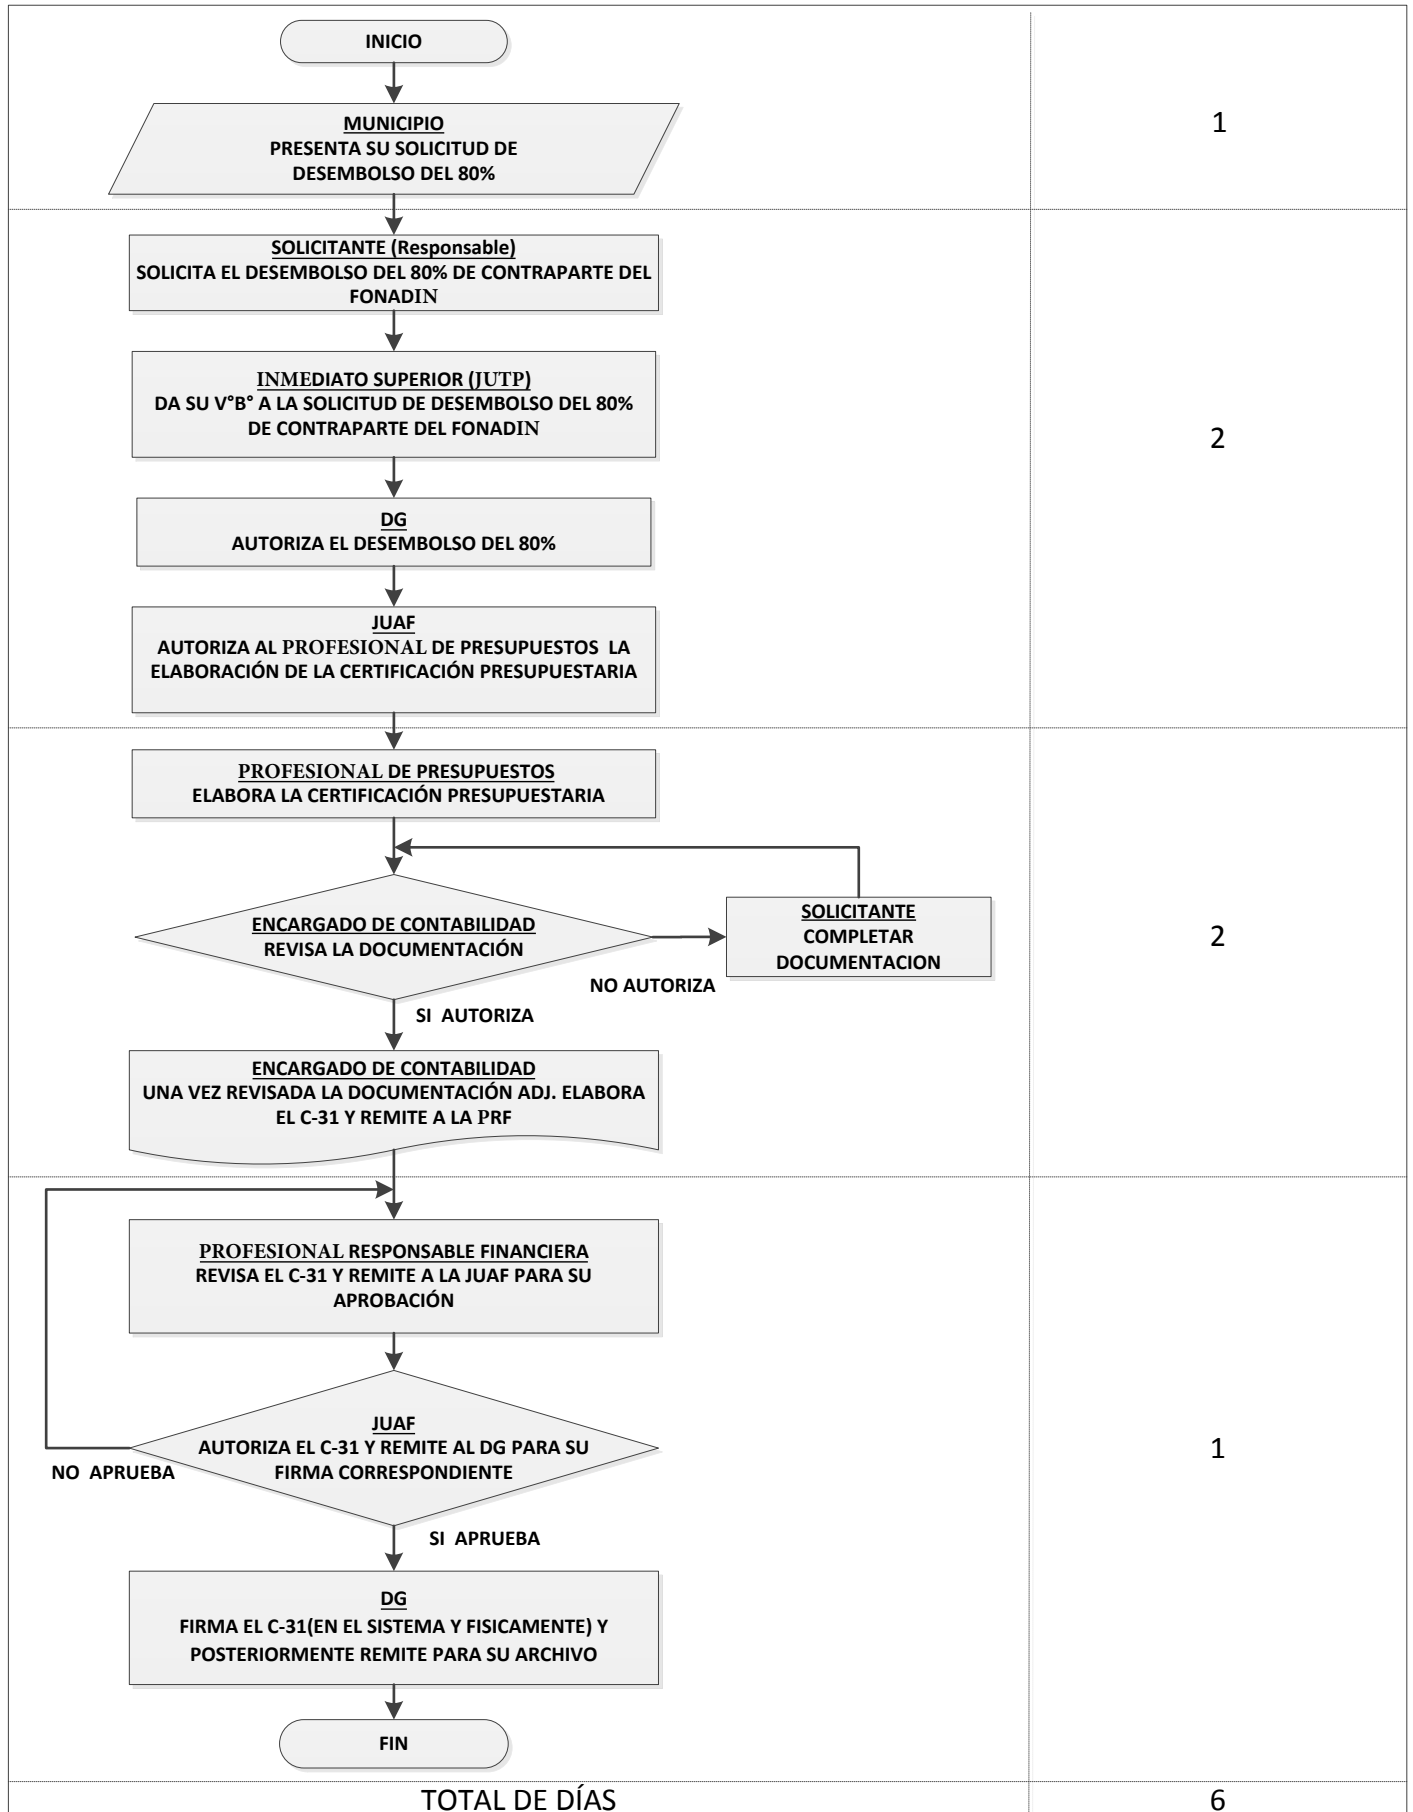 INICIO
MUNICIPIO
PRESENTA SU SOLICITUD DE
DESEMBOLSO DEL 80%
1
SOLICITANTE (Responsable)
SOLICITA EL DESEMBOLSO DEL 80% DE CONTRAPARTE DEL
FONADIN
INMEDIATO SUPERIOR (JUTP)
DA SU V°B° A LA SOLICITUD DE DESEMBOLSO DEL 80%
DE CONTRAPARTE DEL FONADIN
2
DG
AUTORIZA EL DESEMBOLSO DEL 80%
JUAF
AUTORIZA AL PROFESIONAL DE PRESUPUESTOS LA
ELABORACIÓN DE LA CERTIFICACIÓN PRESUPUESTARIA
PROFESIONAL DE PRESUPUESTOS
ELABORA LA CERTIFICACIÓN PRESUPUESTARIA
ENCARGADO DE CONTABILIDAD
REVISA LA DOCUMENTACIÓN
SOLICITANTE
COMPLETAR
DOCUMENTACION
2
NO AUTORIZA
SI AUTORIZA
ENCARGADO DE CONTABILIDAD
UNA VEZ REVISADA LA DOCUMENTACIÓN ADJ. ELABORA
EL C-31 Y REMITE A LA PRF
PROFESIONAL RESPONSABLE FINANCIERA
REVISA EL C-31 Y REMITE A LA JUAF PARA SU
APROBACIÓN
JUAF
AUTORIZA EL C-31 Y REMITE AL DG PARA SU
FIRMA CORRESPONDIENTE
1
NO APRUEBA
SI APRUEBA
DG
FIRMA EL C-31(EN EL SISTEMA Y FISICAMENTE) Y
POSTERIORMENTE REMITE PARA SU ARCHIVO
FIN
TOTAL DE DÍAS
6